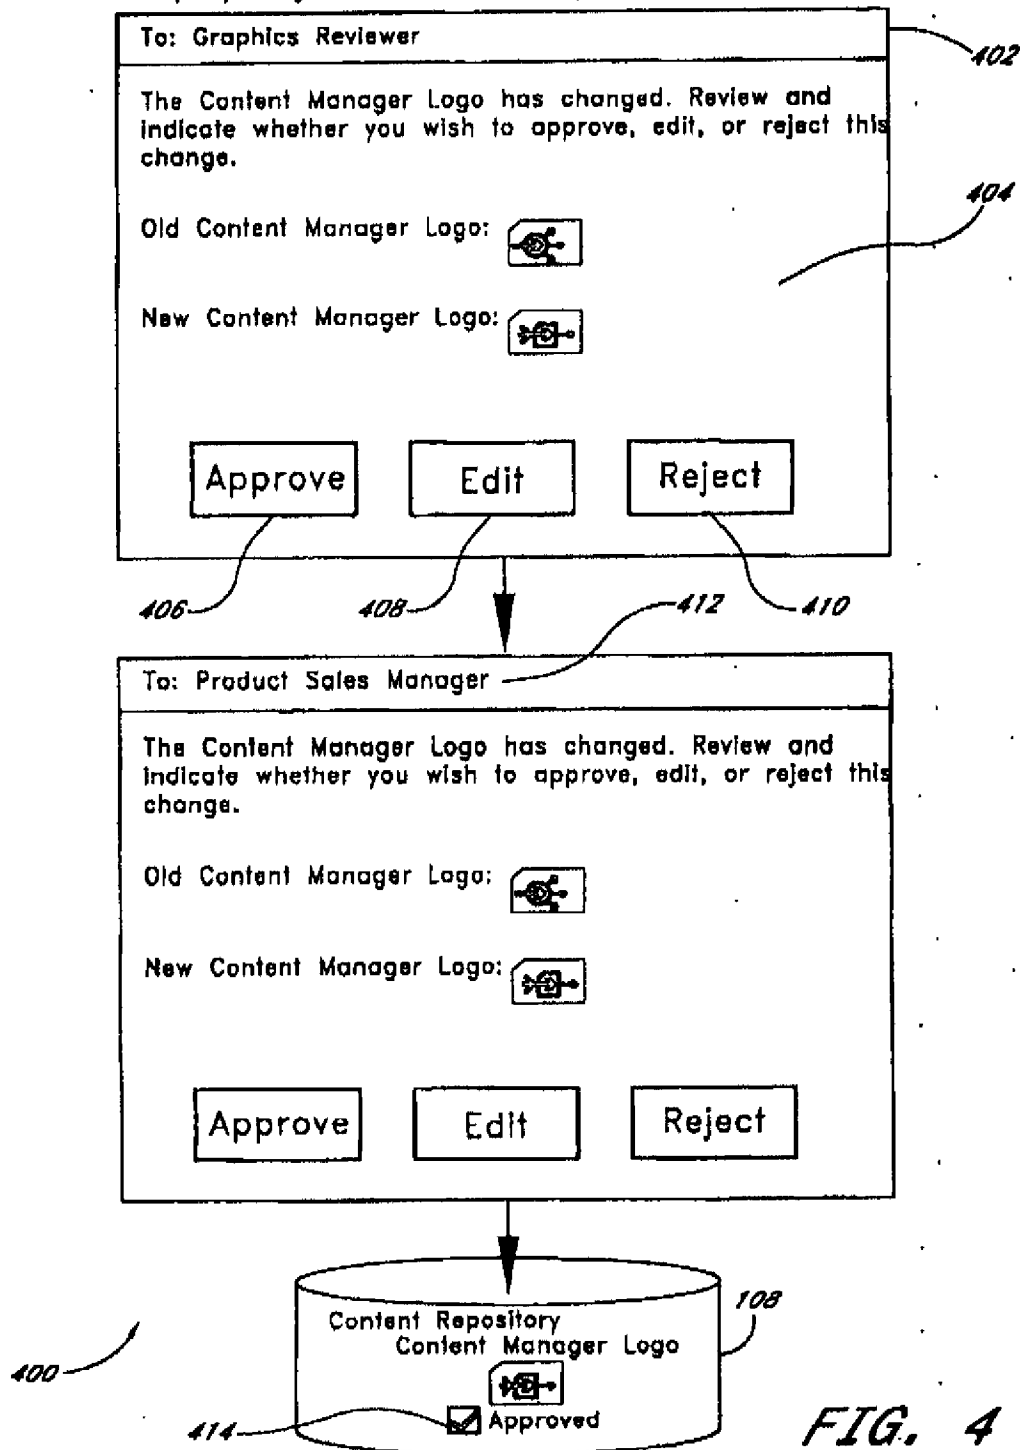 To: Graphics Reviewer
402
The Content Manager Logo has changed. Review and
indicate whether you wish to approve, edit, or reject this
change.
404
Old Content Manager Logo:
New Content Manager Logo:
Approve
Edit
Reject
406
408
412
410
To: Product Sales Manager
The Content Manager Logo has changed. Review and
indicate whether you wish to approve, edit, or reject this
change.
Old Content Manager Logo:
New Content Manager Logo:
Approve
Edit
Reject
108
Content Repository
Content Manager Logo
400
414
Approved
FIG. 4